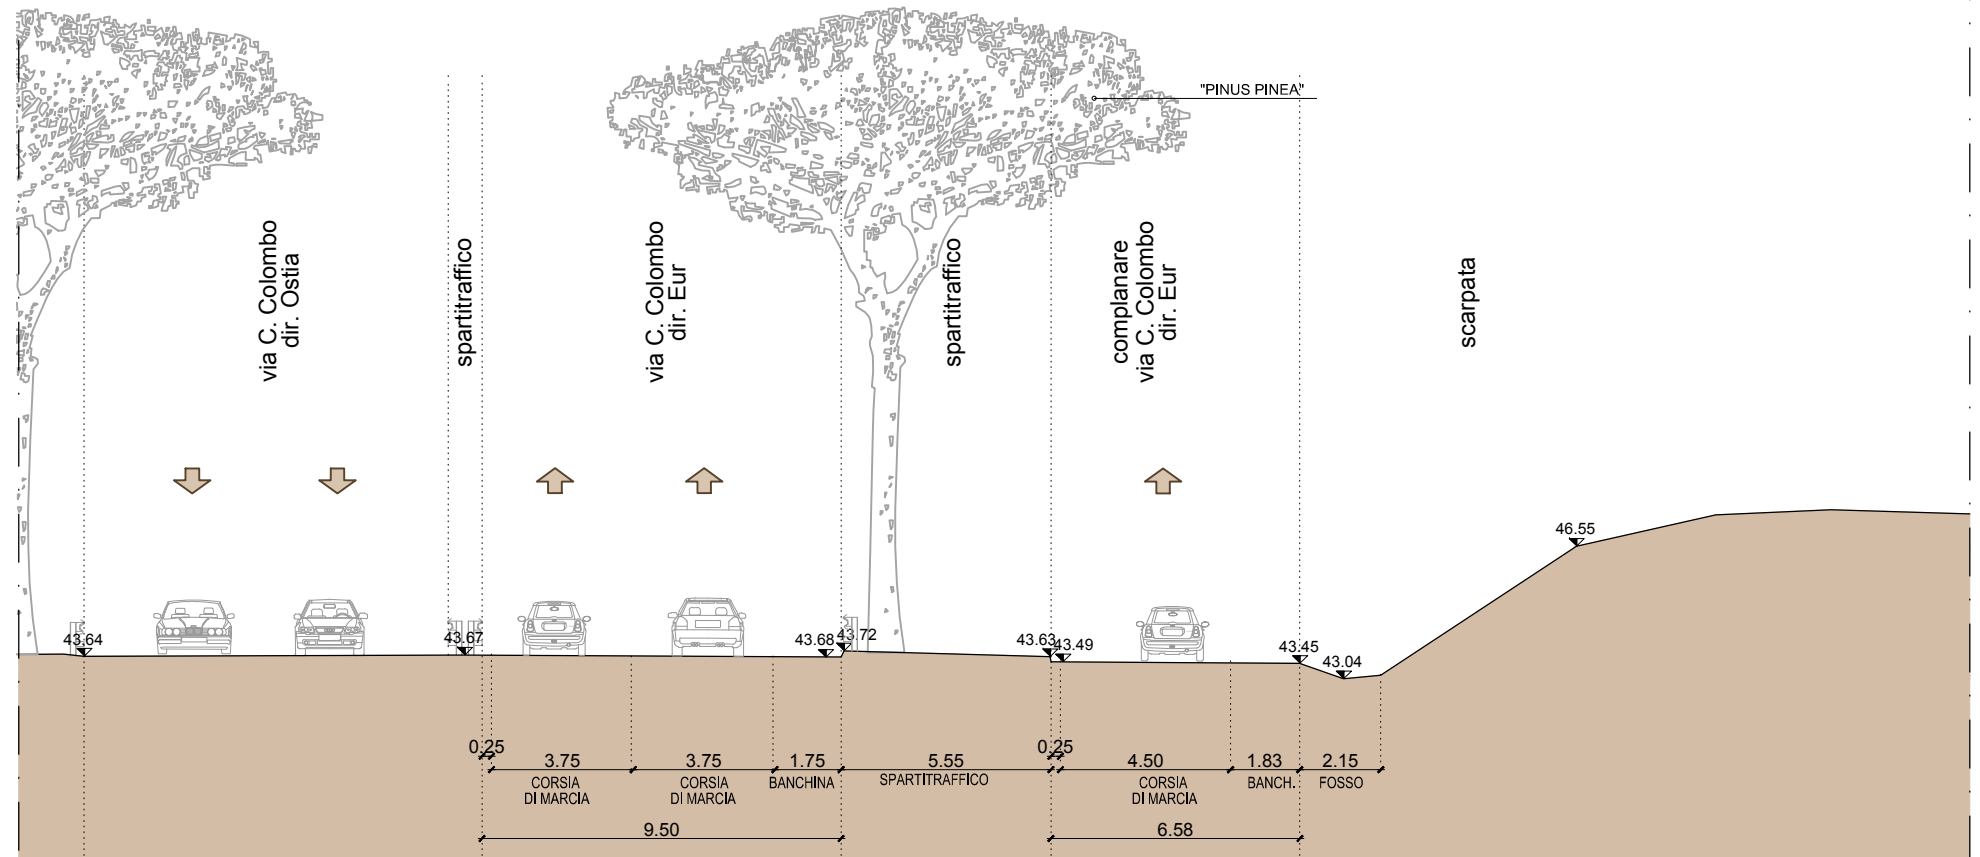 "PINUS PINEA"
via C. Colombo
dir. Ostia
spartitraffico
via C. Colombo
dir. Eur
spartitraffico
complanare
via C. Colombo
dir. Eur
scarpata
46.55
43.64
43.67
43.68
43.72
43.63
43.49
43.45
43.04
0.25
3.75
CORSIA
DI MARCIA
3.75
CORSIA
DI MARCIA
1.75
BANCHINA
5.55
SPARTITRAFFICO
0.25
4.50
CORSIA
DI MARCIA
1.83
BANCH.
2.15
FOSSO
9.50
6.58